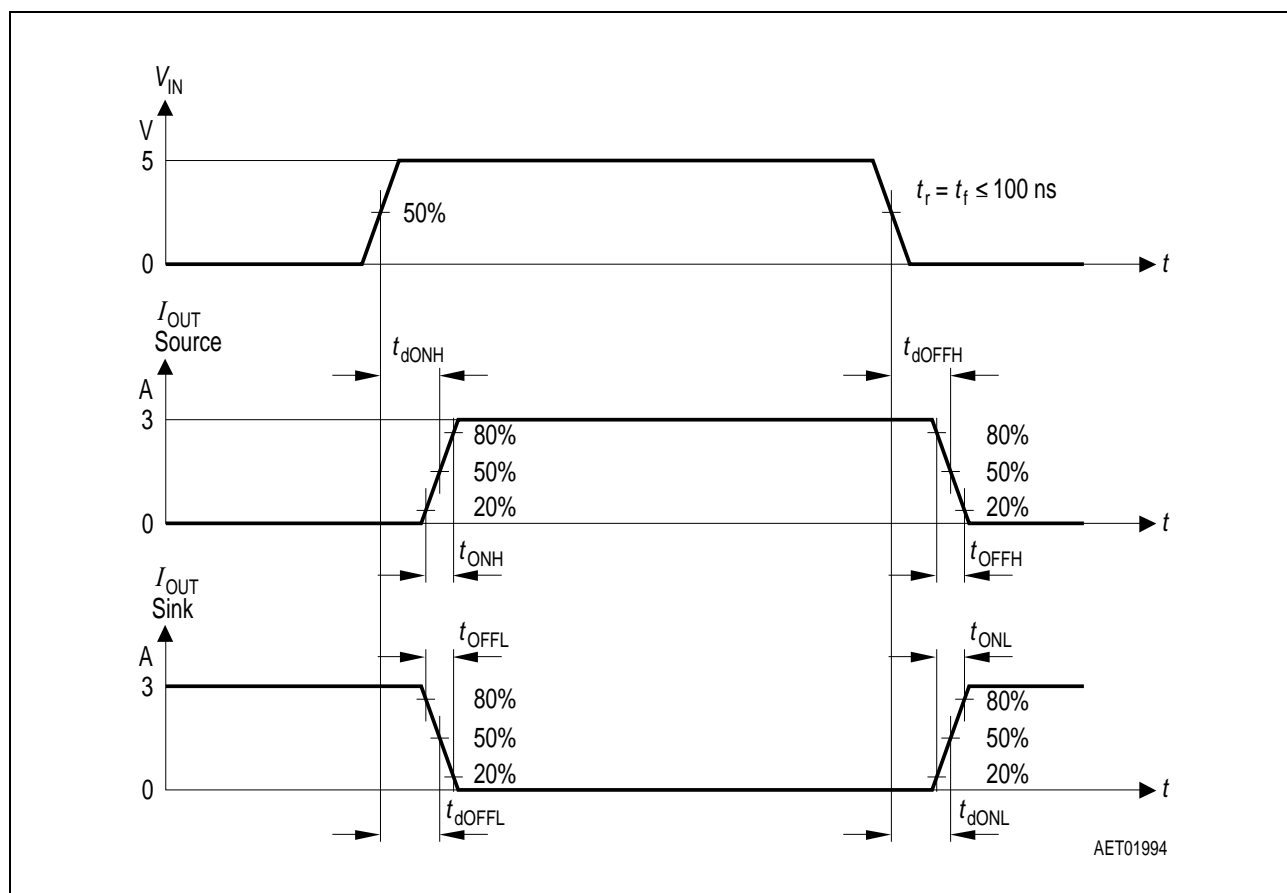 V_IN
V
5
t_r = t_f ≤ 100 ns
50%
0
t
I_OUT
Source
t_dONH
t_dOFFH
A
3
80%
80%
50%
50%
20%
20%
0
t
t_ONH
t_OFFH
I_OUT
Sink
t_OFFL
t_ONL
A
3
80%
80%
50%
50%
20%
20%
0
t
t_dOFFL
t_dONL
AET01994